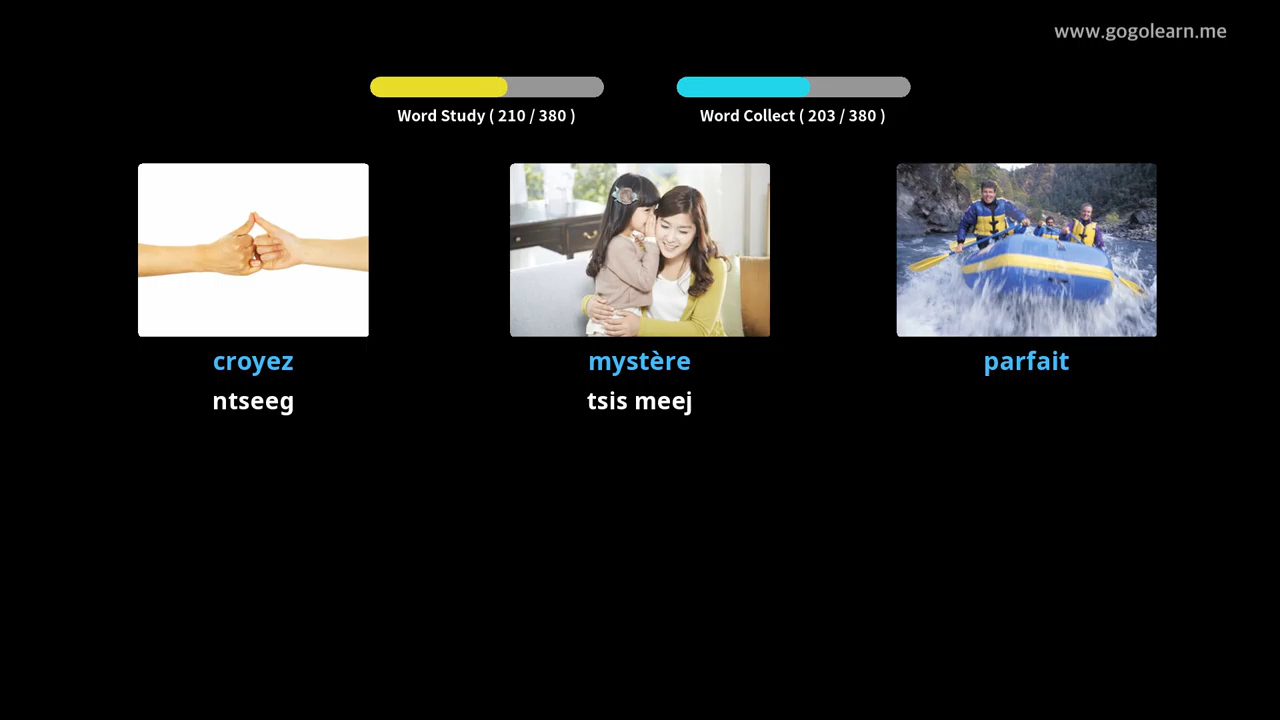 www.gogolearn.me
Word Study ( 210 / 380 )
Word Collect ( 203 / 380 )
croyez
mystère
parfait
ntseeg
tsis meej